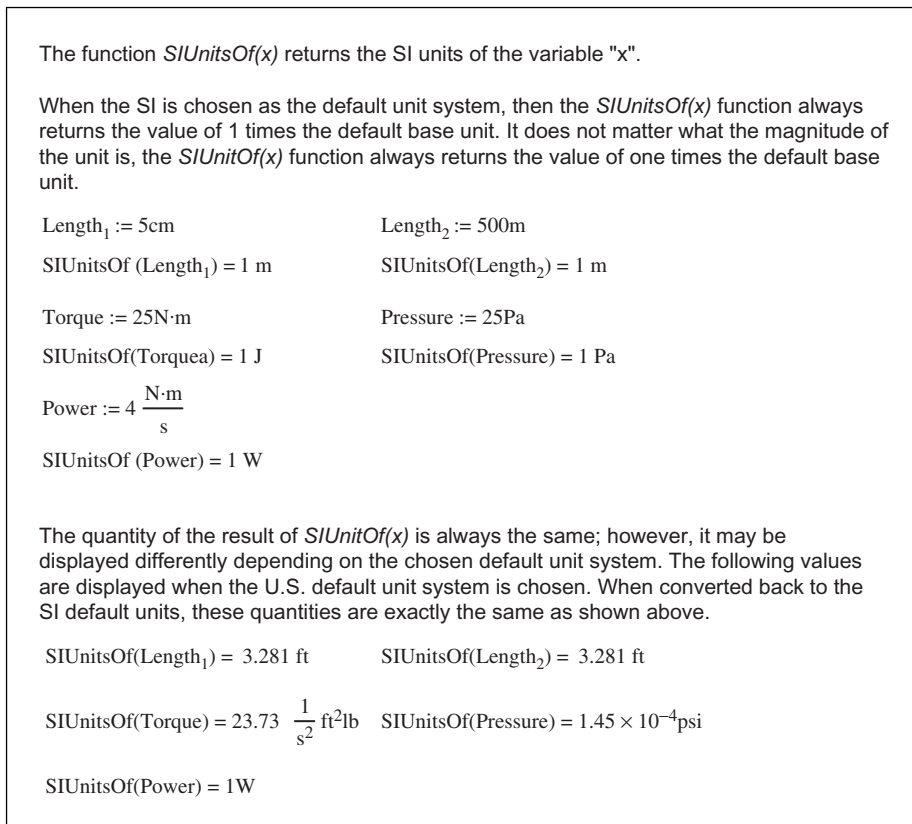 The function SIUnitsOf(x) returns the SI units of the variable "x".
When the SI is chosen as the default unit system, then the SIUnitsOf(x) function always
returns the value of 1 times the default base unit. It does not matter what the magnitude of
the unit is, the SIUnitOf(x) function always returns the value of one times the default base
unit.
Length₁ := 5cm Length₂ := 500m
SIUnitsOf (Length₁) = 1 m SIUnitsOf(Length₂) = 1 m
Torque := 25N·m Pressure := 25Pa
SIUnitsOf(Torquea) = 1 J SIUnitsOf(Pressure) = 1 Pa
Power := 4 N·m/s
SIUnitsOf (Power) = 1 W
The quantity of the result of SIUnitOf(x) is always the same; however, it may be
displayed differently depending on the chosen default unit system. The following values
are displayed when the U.S. default unit system is chosen. When converted back to the
SI default units, these quantities are exactly the same as shown above.
SIUnitsOf(Length₁) = 3.281 ft SIUnitsOf(Length₂) = 3.281 ft
SIUnitsOf(Torque) = 23.73 1/s² ft²lb SIUnitsOf(Pressure) = 1.45 × 10⁻⁴psi
SIUnitsOf(Power) = 1W